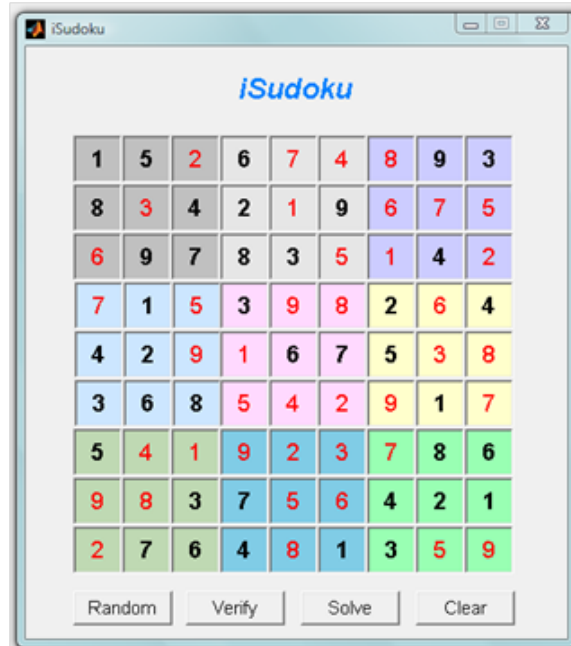 iSudoku
iSudoku
1 5 2 6 7 4 8 9 3
8 3 4 2 1 9 6 7 5
6 9 7 8 3 5 1 4 2
7 1 5 3 9 8 2 6 4
4 2 9 1 6 7 5 3 8
3 6 8 5 4 2 9 1 7
5 4 1 9 2 3 7 8 6
9 8 3 7 5 6 4 2 1
2 7 6 4 8 1 3 5 9
Random Verify Solve Clear